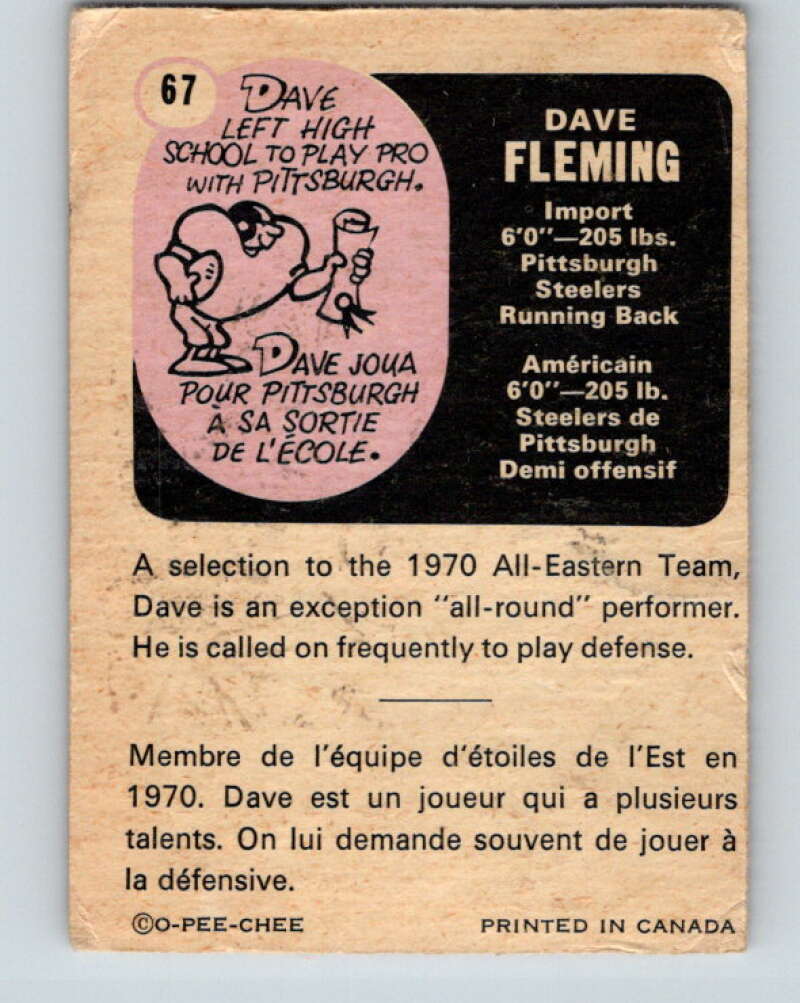 67
DAVE
LEFT HIGH
SCHOOL TO PLAY PRO
WITH PITTSBURGH.
DAVE JOUA
POUR PITTSBURGH
À SA SORTIE
DE L'ÉCOLE.
DAVE
FLEMING
Import
6'0"—205 lbs.
Pittsburgh
Steelers
Running Back
Américain
6'0"—205 lb.
Steelers de
Pittsburgh
Demi offensif
A selection to the 1970 All-Eastern Team,
Dave is an exception "all-round" performer.
He is called on frequently to play defense.
Membre de l'équipe d'étoiles de l'Est en
1970. Dave est un joueur qui a plusieurs
talents. On lui demande souvent de jouer à
la défensive.
©O-PEE-CHEE
PRINTED IN CANADA